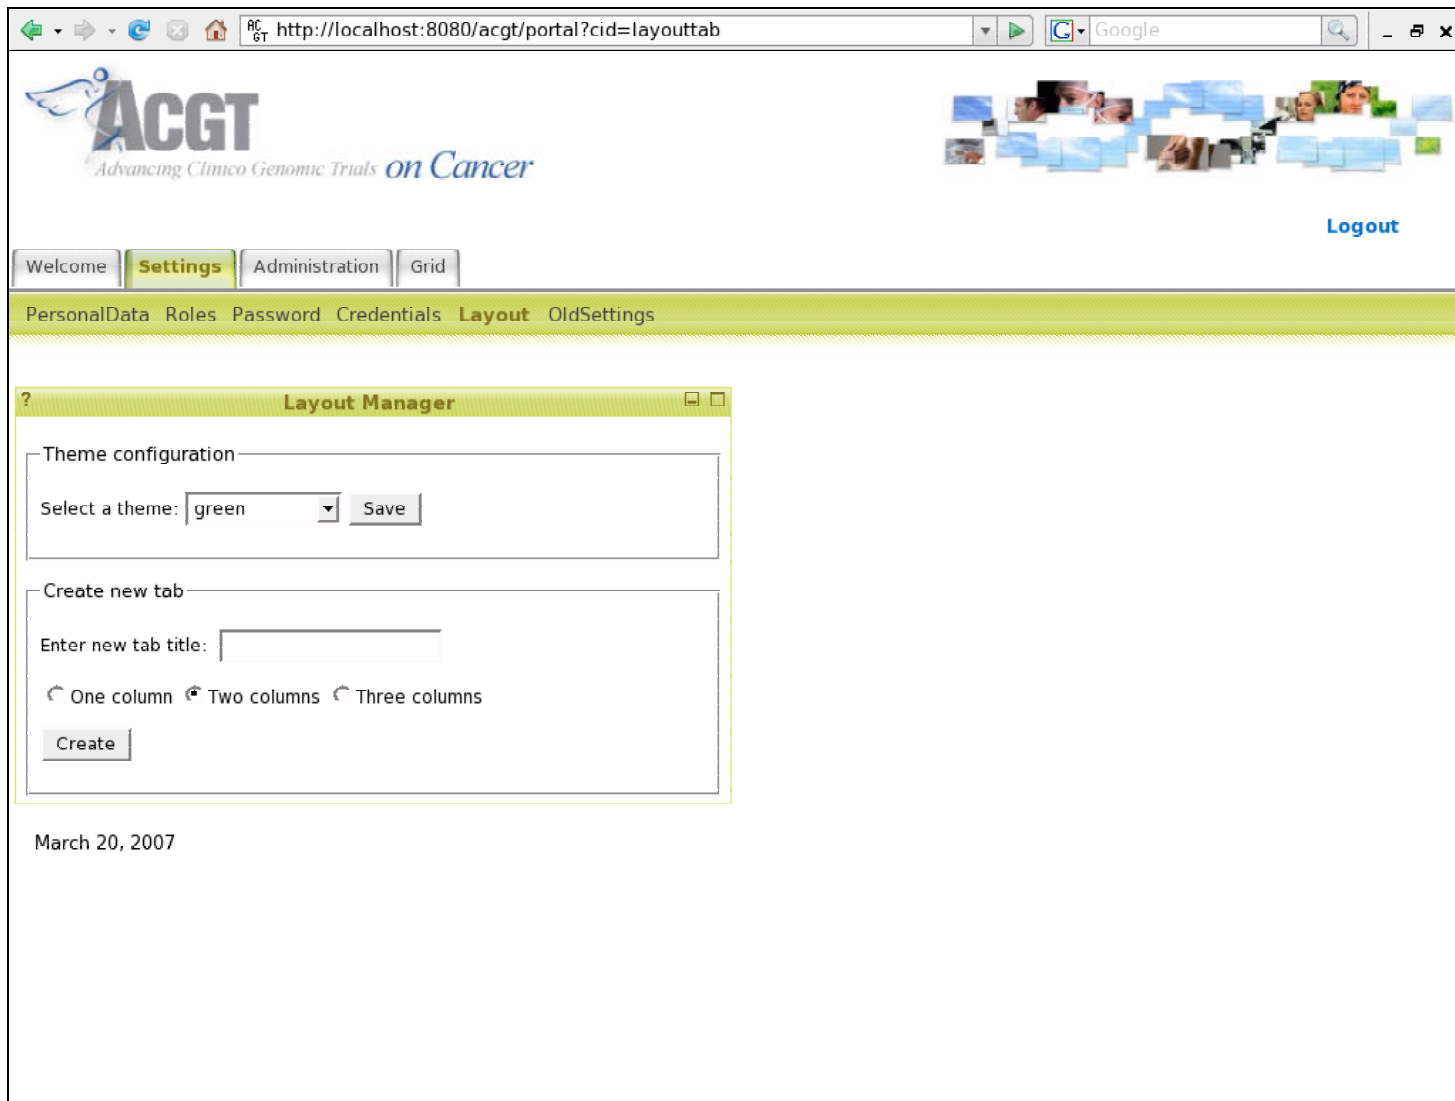 AC GT http://localhost:8080/acgt/portal?cid=layouttab G Google
ACGT
Advancing Clinico Genomic Trials on Cancer
Logout
Welcome Settings Administration Grid
PersonalData Roles Password Credentials Layout OldSettings
? Layout Manager
Theme configuration
Select a theme: green Save
Create new tab
Enter new tab title:
One column Two columns Three columns
Create
March 20, 2007